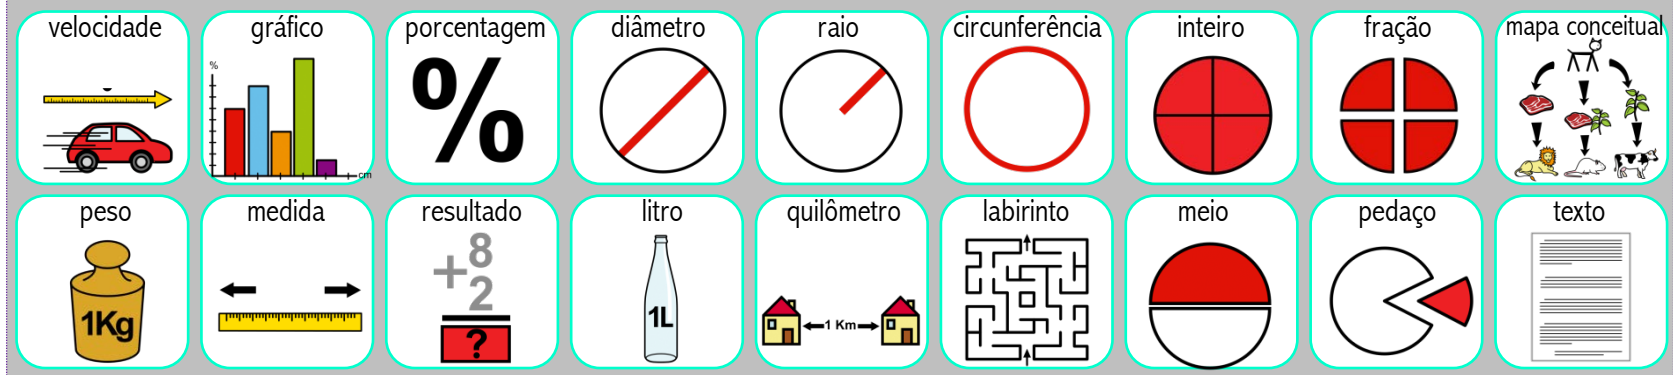 velocidade
gráfico
porcentagem
diâmetro
raio
circunferência
inteiro
fração
mapa conceitual
%
cm
%
peso
medida
resultado
litro
quilômetro
labirinto
meio
pedaço
texto
1Kg
8
+2
?
1L
1 Km